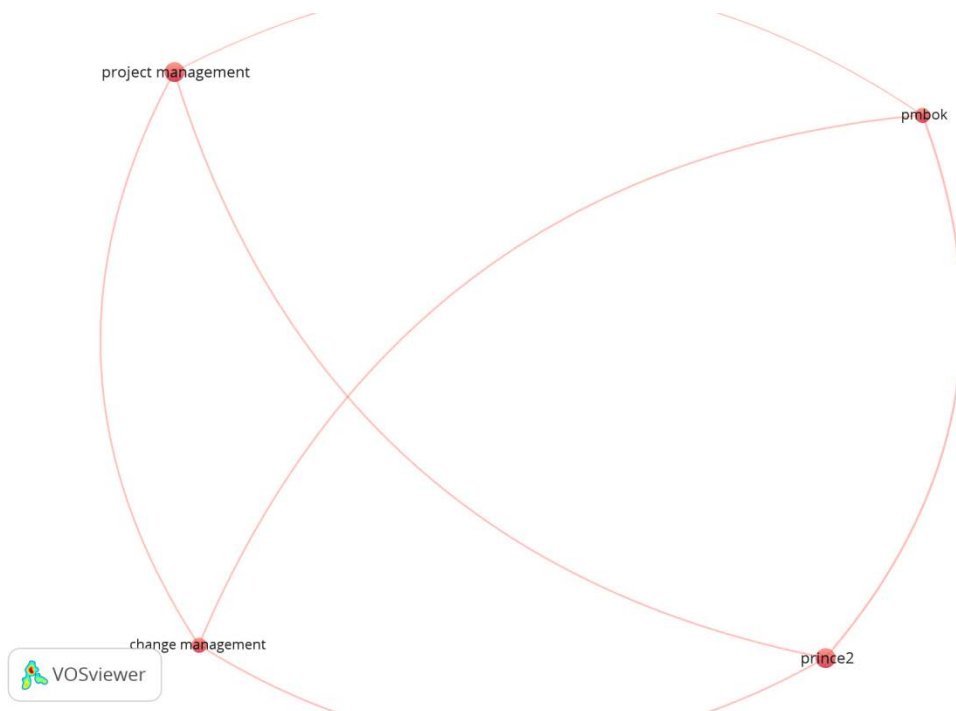 project management
pmbok
change management
prince2
VOSviewer